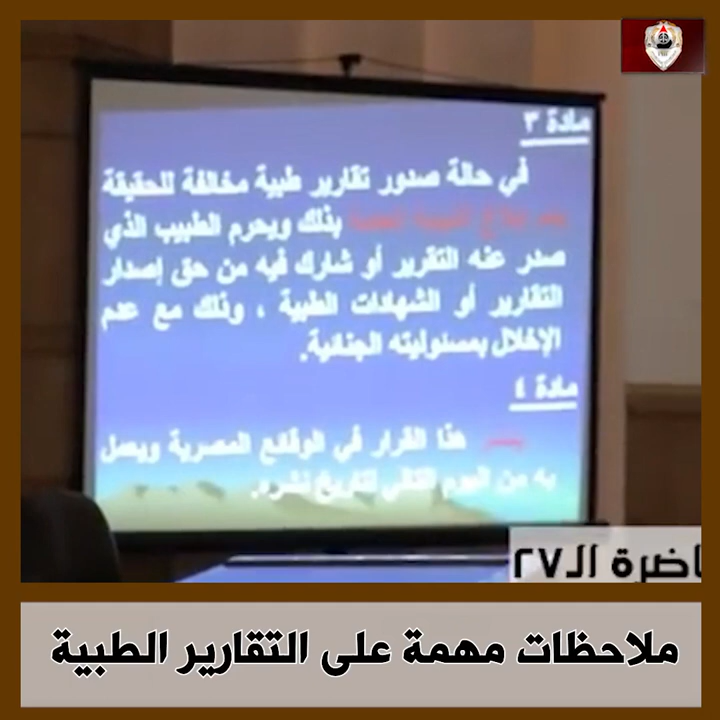 مادة ٣
في حالة صدور تقارير طبية مخالفة للحقيقة
بذلك ويحرم الطبيب الذي
صدر عنه التقرير أو شارك فيه من حق إصدار
التقارير أو الشهادات الطبية ، وذلك مع عدم
الإخلال بمسئوليته الجنائية.
مادة ٤
هذا القرار في الوقائع المصرية ويعمل
به من اليوم التالي لتاريخ نشره.
اضرة الـ٢٧
ملاحظات مهمة على التقارير الطبية